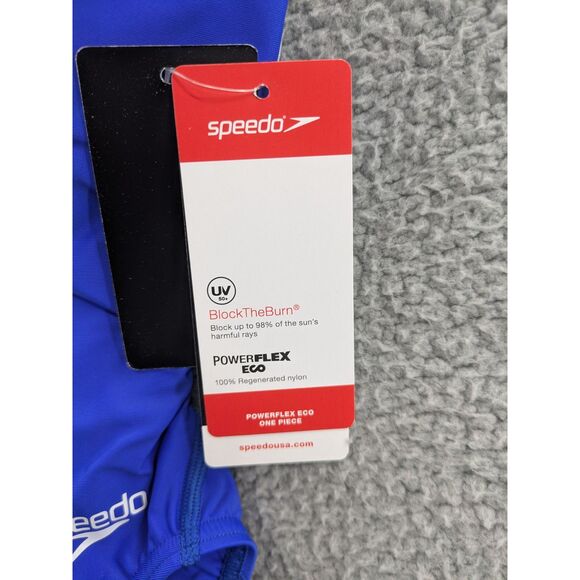 speedo
UV
50+
BlockTheBurn®
Block up to 98% of the sun's
harmful rays
POWERFLEX
ECO
100% Regenerated nylon
POWERFLEX ECO
ONE PIECE
speedousa.com
eedo